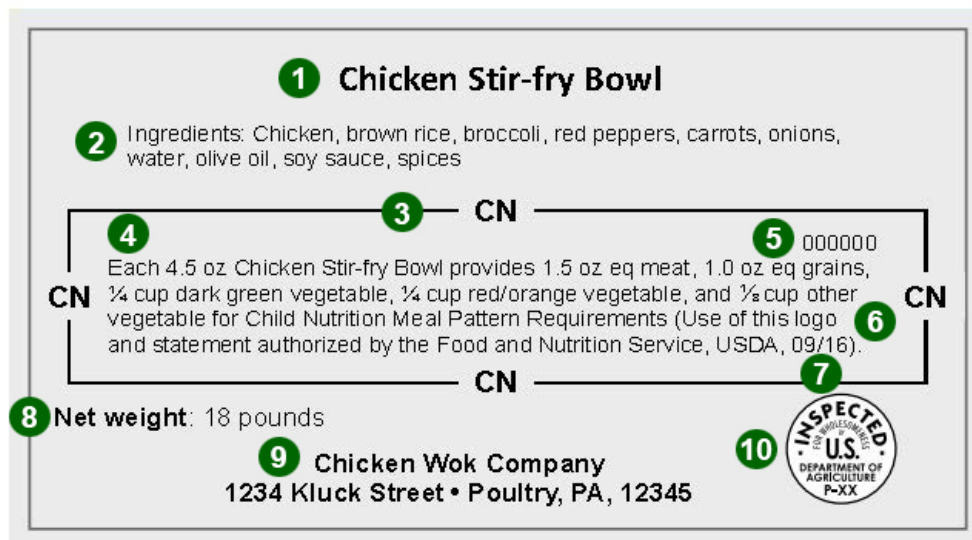 1 Chicken Stir-fry Bowl
2 Ingredients: Chicken, brown rice, broccoli, red peppers, carrots, onions,
water, olive oil, soy sauce, spices
3 CN
4 5 000000
Each 4.5 oz Chicken Stir-fry Bowl provides 1.5 oz eq meat, 1.0 oz eq grains,
CN ¼ cup dark green vegetable, ¼ cup red/orange vegetable, and ⅛ cup other CN
vegetable for Child Nutrition Meal Pattern Requirements (Use of this logo 6
and statement authorized by the Food and Nutrition Service, USDA, 09/16).
CN 7
8 Net weight: 18 pounds
9 Chicken Wok Company
1234 Kluck Street • Poultry, PA, 12345
10 INSPECTED
FOR WHOLESOMENESS
BY
U.S.
DEPARTMENT OF
AGRICULTURE
P-XX